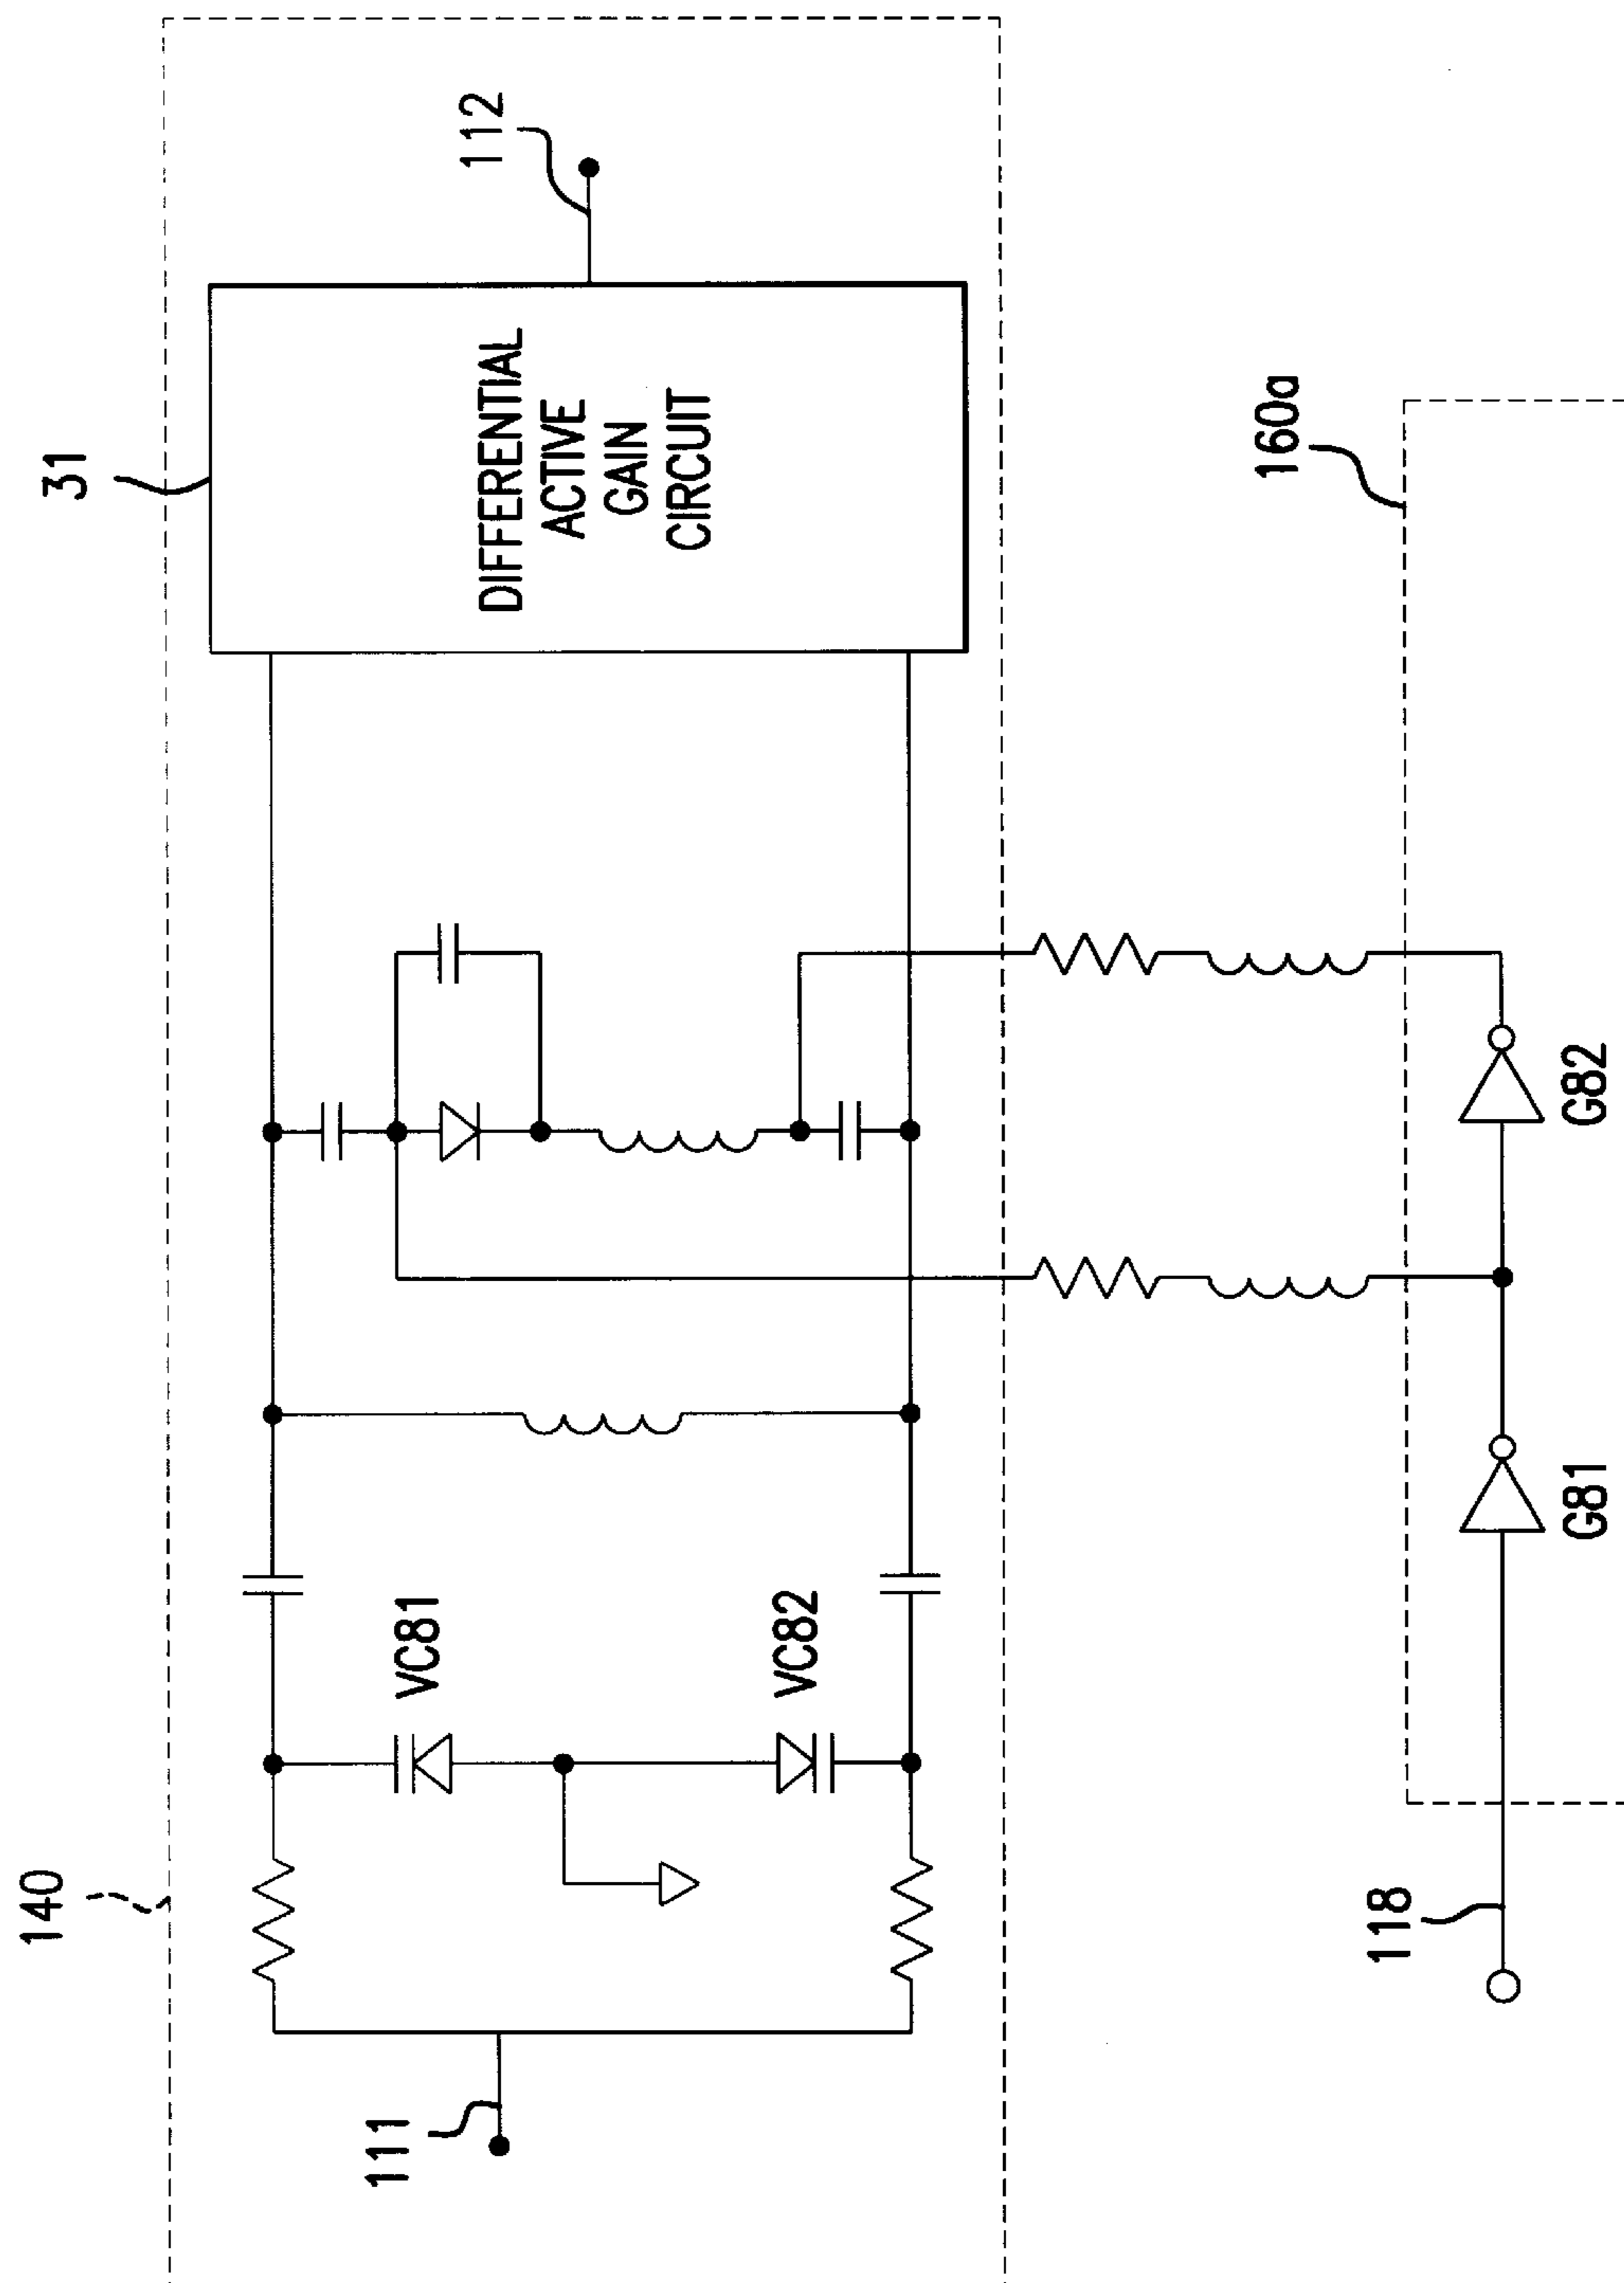 140
31
112
DIFFERENTIAL
ACTIVE
GAIN
CIRCUIT
VC81
VC82
111
160a
118
G81
G82